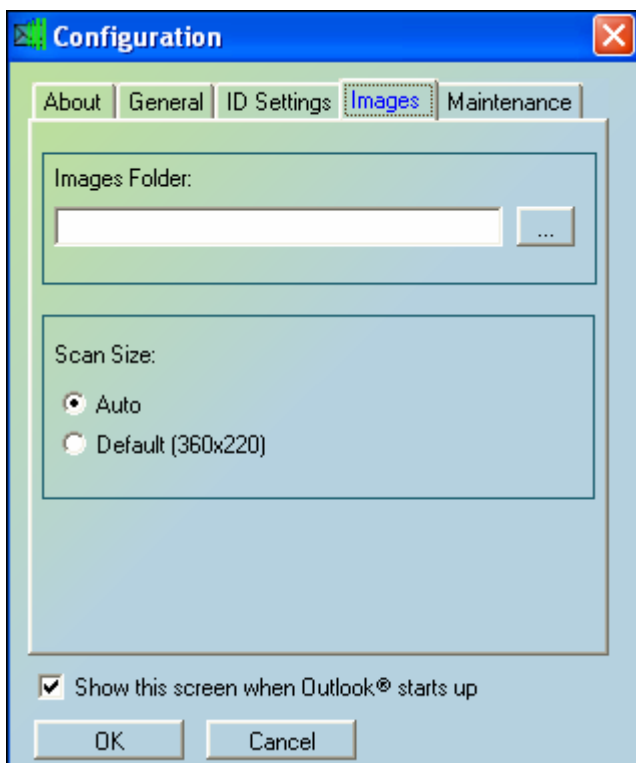 Configuration
About General ID Settings Images Maintenance
Images Folder:
...
Scan Size:
Auto
Default (360x220)
Show this screen when Outlook® starts up
OK Cancel